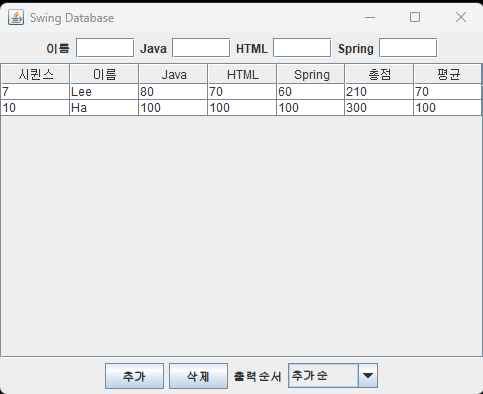 Swing Database
이름 Java HTML Spring
시퀀스 이름 Java HTML Spring 총점 평균
7 Lee 80 70 60 210 70
10 Ha 100 100 100 300 100
추가 삭제 출력순서 추가순